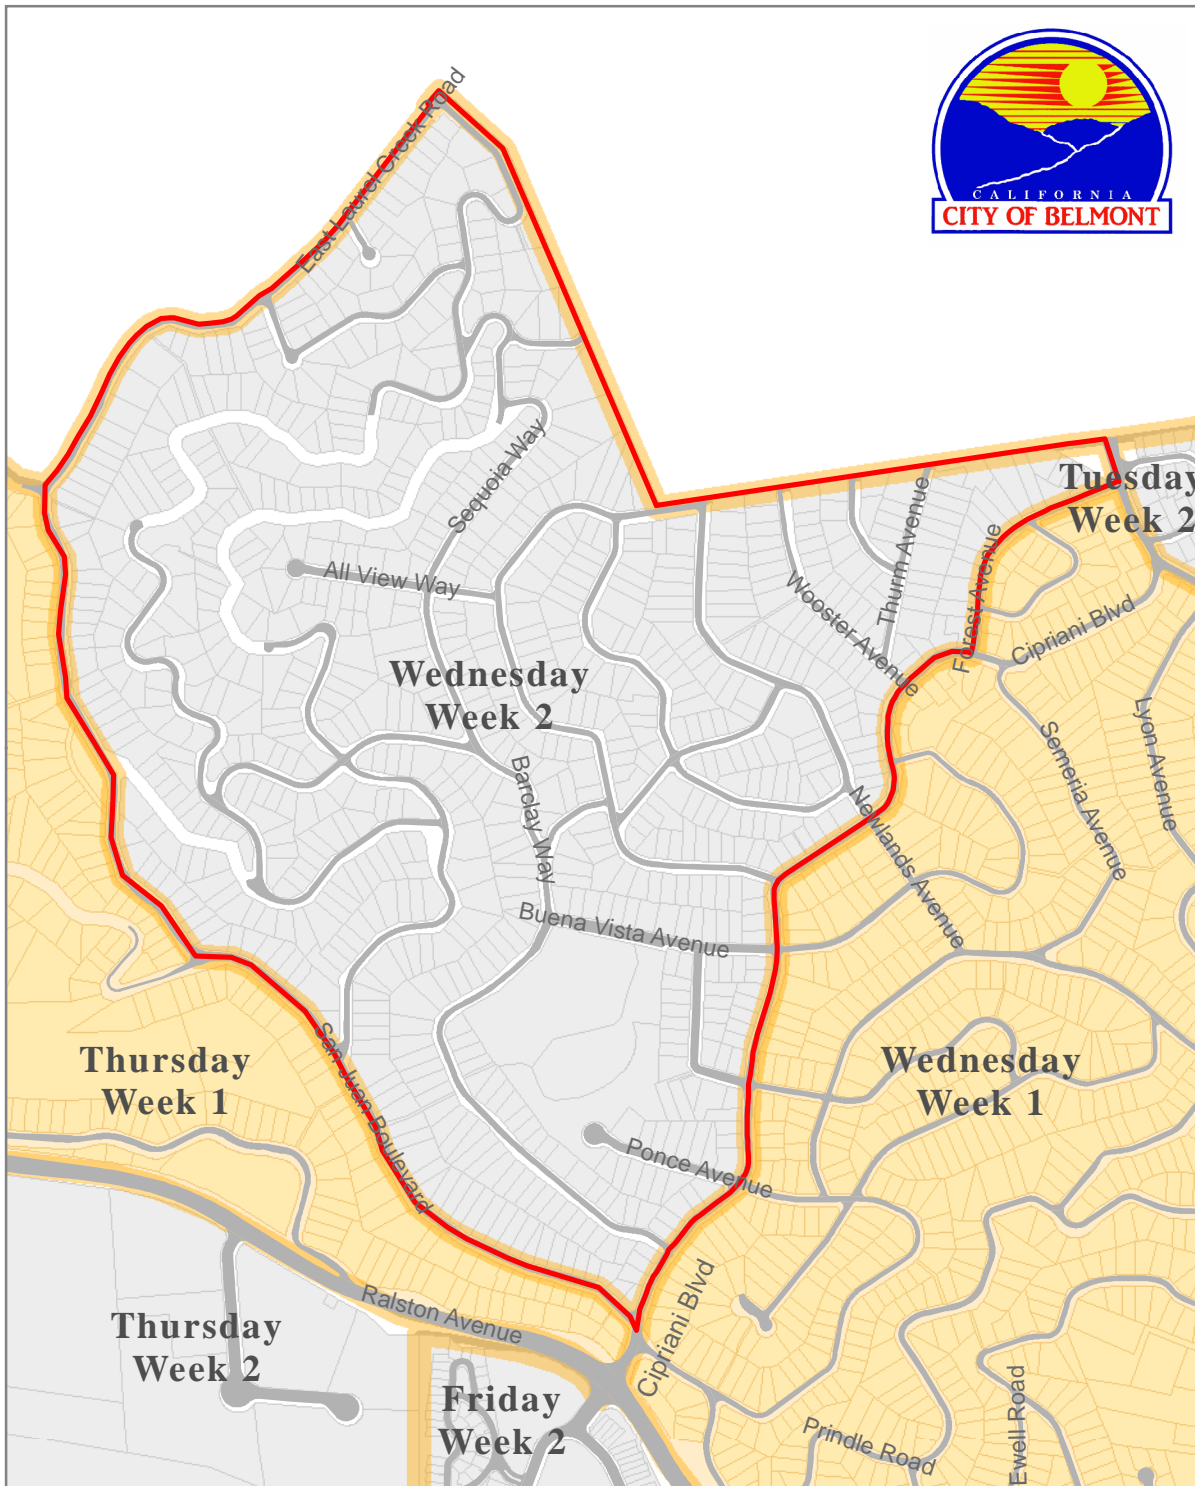 CALIFORNIA
CITY OF BELMONT
East Laurel Creek Road
Sequoia Way
All View Way
Tuesday
Week 2
Thurm Avenue
Wooster Avenue
Forest Avenue
Cipriani Blvd
Wednesday
Week 2
Lyon Avenue
Semeria Avenue
Barclay Way
Newlands Avenue
Buena Vista Avenue
Thursday
Week 1
San Juan Boulevard
Wednesday
Week 1
Ponce Avenue
Ralston Avenue
Cipriani Blvd
Thursday
Week 2
Friday
Week 2
Prindle Road
Ewell Road